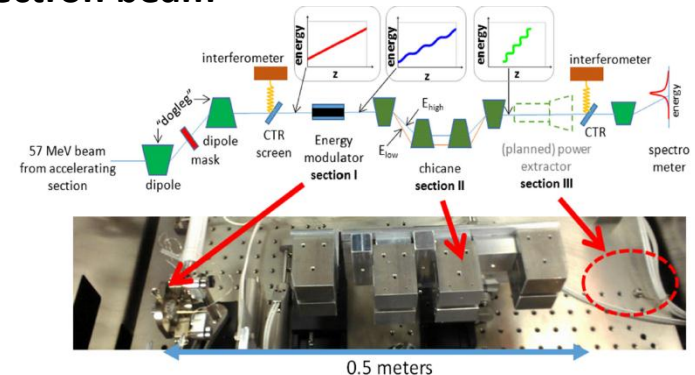 energy
z
energy
z
energy
z
interferometer
"dogleg"
interferometer
energy
57 MeV beam
from accelerating
section
dipole
mask
dipole
CTR
screen
Energy
modulator
section I
E_high
E_low
chicane
section II
(planned) power
extractor
section III
CTR
spectro
meter
0.5 meters